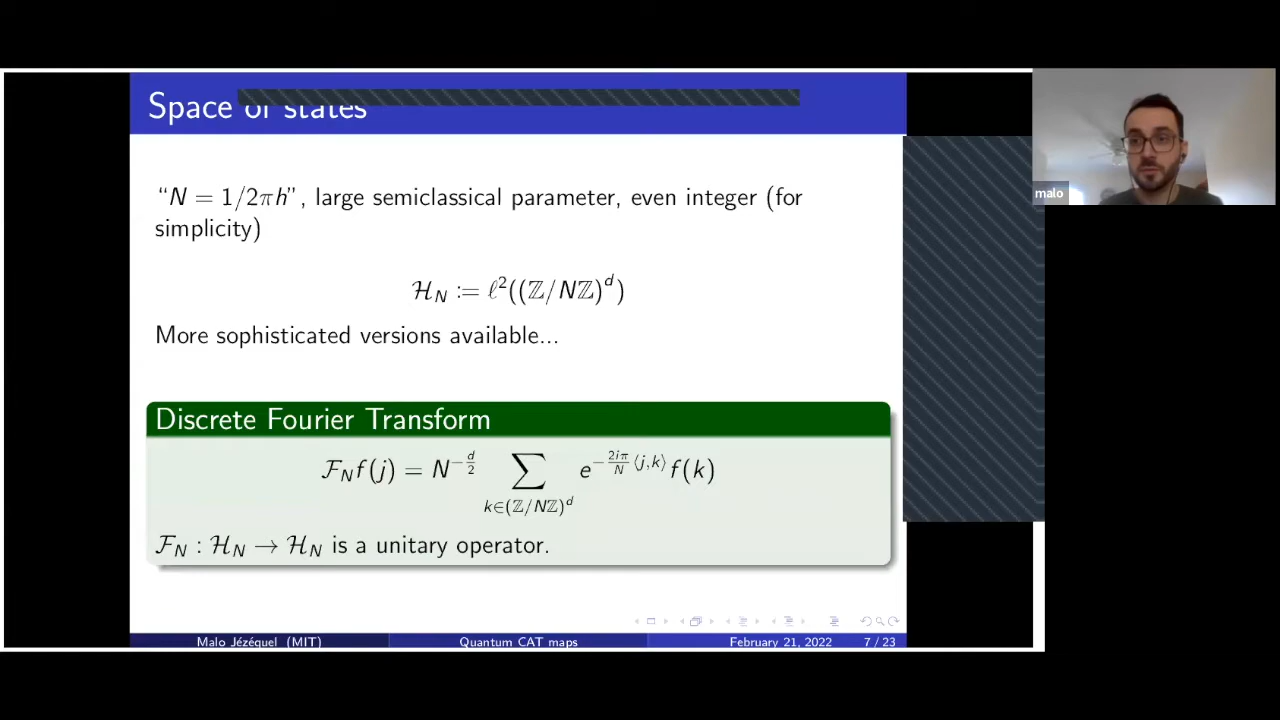 Space of states
“N = 1/2πh”, large semiclassical parameter, even integer (for
simplicity)
ℋ_N := ℓ²((ℤ/Nℤ)^d)
More sophisticated versions available...
Discrete Fourier Transform
ℱ_N f(j) = N^{-d/2} ∑_{k∈(ℤ/Nℤ)^d} e^{-\frac{2iπ}{N}⟨j,k⟩} f(k)
ℱ_N : ℋ_N → ℋ_N is a unitary operator.
Malo Jézéquel (MIT) Quantum CAT maps February 21, 2022 7 / 23
malo